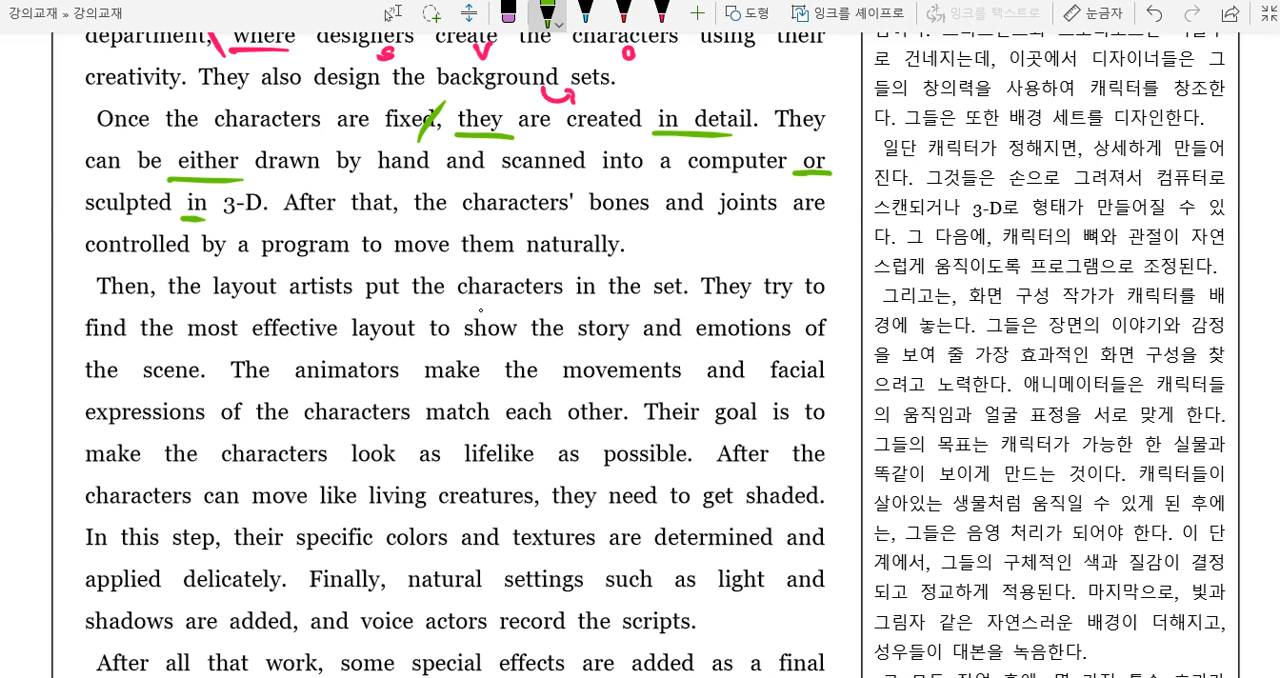 강의교재 » 강의교재
도형
잉크를 셰이프로
잉크를 텍스트로
눈금자
department, where designers create the characters using their
s v o
creativity. They also design the background sets.
Once the characters are fixed, they are created in detail. They
can be either drawn by hand and scanned into a computer or
sculpted in 3-D. After that, the characters' bones and joints are
controlled by a program to move them naturally.
Then, the layout artists put the characters in the set. They try to
find the most effective layout to show the story and emotions of
the scene. The animators make the movements and facial
expressions of the characters match each other. Their goal is to
make the characters look as lifelike as possible. After the
characters can move like living creatures, they need to get shaded.
In this step, their specific colors and textures are determined and
applied delicately. Finally, natural settings such as light and
shadows are added, and voice actors record the scripts.
After all that work, some special effects are added as a final
로 건네지는데, 이곳에서 디자이너들은 그
들의 창의력을 사용하여 캐릭터를 창조한
다. 그들은 또한 배경 세트를 디자인한다.
일단 캐릭터가 정해지면, 상세하게 만들어
진다. 그것들은 손으로 그려져서 컴퓨터로
스캔되거나 3-D로 형태가 만들어질 수 있
다. 그 다음에, 캐릭터의 뼈와 관절이 자연
스럽게 움직이도록 프로그램으로 조정된다.
그리고는, 화면 구성 작가가 캐릭터를 배
경에 놓는다. 그들은 장면의 이야기와 감정
을 보여 줄 가장 효과적인 화면 구성을 찾
으려고 노력한다. 애니메이터들은 캐릭터들
의 움직임과 얼굴 표정을 서로 맞게 한다.
그들의 목표는 캐릭터가 가능한 한 실물과
똑같이 보이게 만드는 것이다. 캐릭터들이
살아있는 생물처럼 움직일 수 있게 된 후에
는, 그들은 음영 처리가 되어야 한다. 이 단
계에서, 그들의 구체적인 색과 질감이 결정
되고 정교하게 적용된다. 마지막으로, 빛과
그림자 같은 자연스러운 배경이 더해지고,
성우들이 대본을 녹음한다.